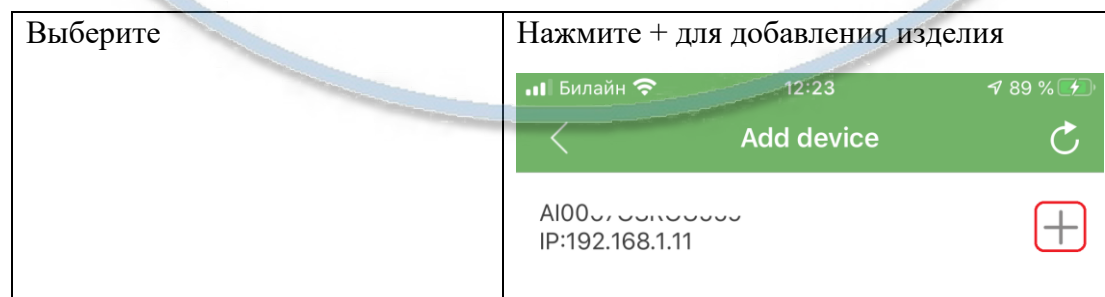 Выберите
Нажмите + для добавления изделия
Билайн 12:23 89 %
Add device
IP:192.168.1.11